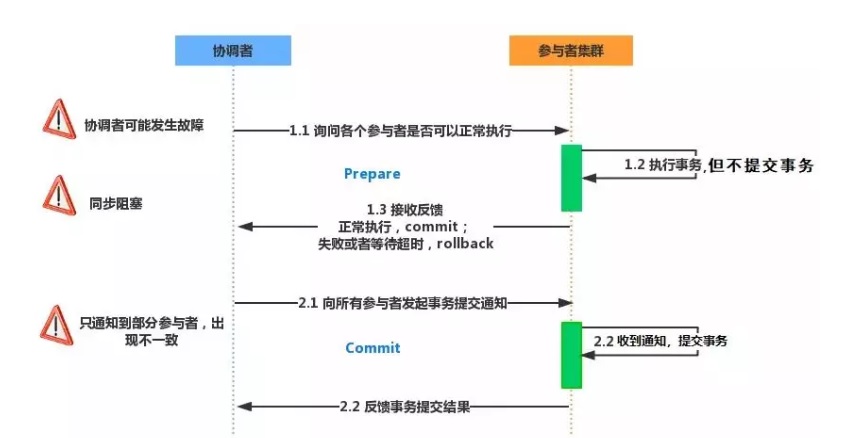 协调者
参与者集群
协调者可能发生故障
1.1 询问各个参与者是否可以正常执行
1.2 执行事务,但不提交事务
Prepare
同步阻塞
1.3 接收反馈
正常执行，commit；
失败或者等待超时，rollback
2.1 向所有参与者发起事务提交通知
只通知到部分参与者，出
现不一致
2.2 收到通知，提交事务
Commit
2.2 反馈事务提交结果